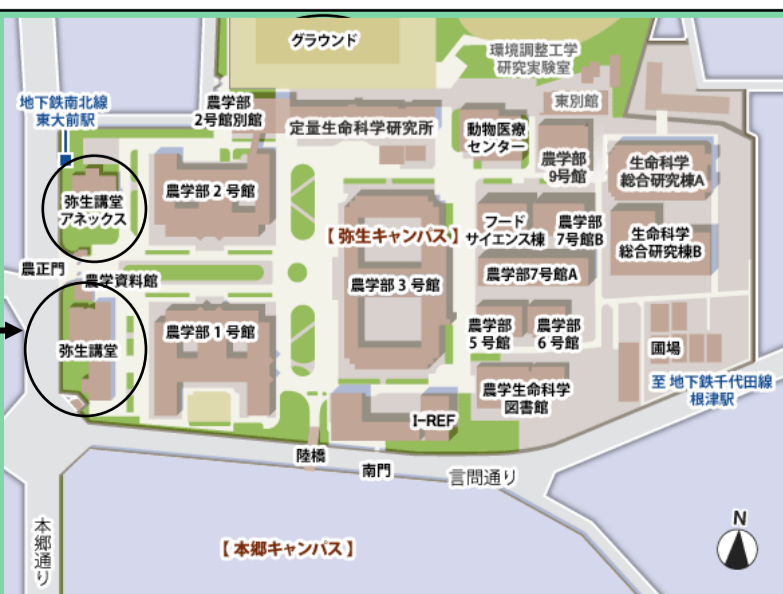 グラウンド
環境調整工学
研究実験室
地下鉄南北線
東大前駅
農学部
2号館別館
定量生命科学研究所
動物医療
センター
東別館
農学部
9号館
生命科学
総合研究棟A
弥生講堂
アネックス
農学部 2 号館
【 弥生キャンパス 】
フード
サイエンス棟
農学部
7号館B
生命科学
総合研究棟B
農正門
農学資料館
農学部 3 号館
農学部7号館A
弥生講堂
農学部 1 号館
農学部
5 号館
農学部
6 号館
圃場
農学生命科学
図書館
至 地下鉄千代田線
根津駅
I-REF
陸橋
南門
言問通り
本郷通り
【 本郷キャンパス 】
N